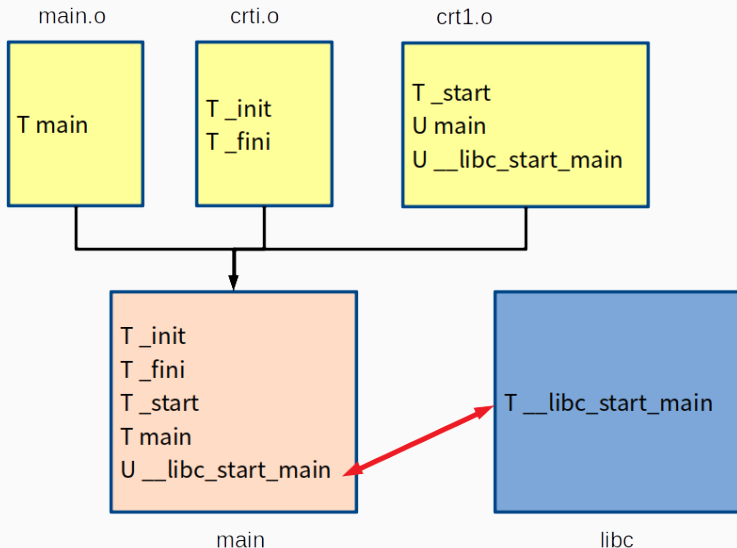 main.o
crti.o
crt1.o
T main
T _init
T _fini
T _start
U main
U __libc_start_main
T _init
T _fini
T _start
T main
U __libc_start_main
T __libc_start_main
main
libc